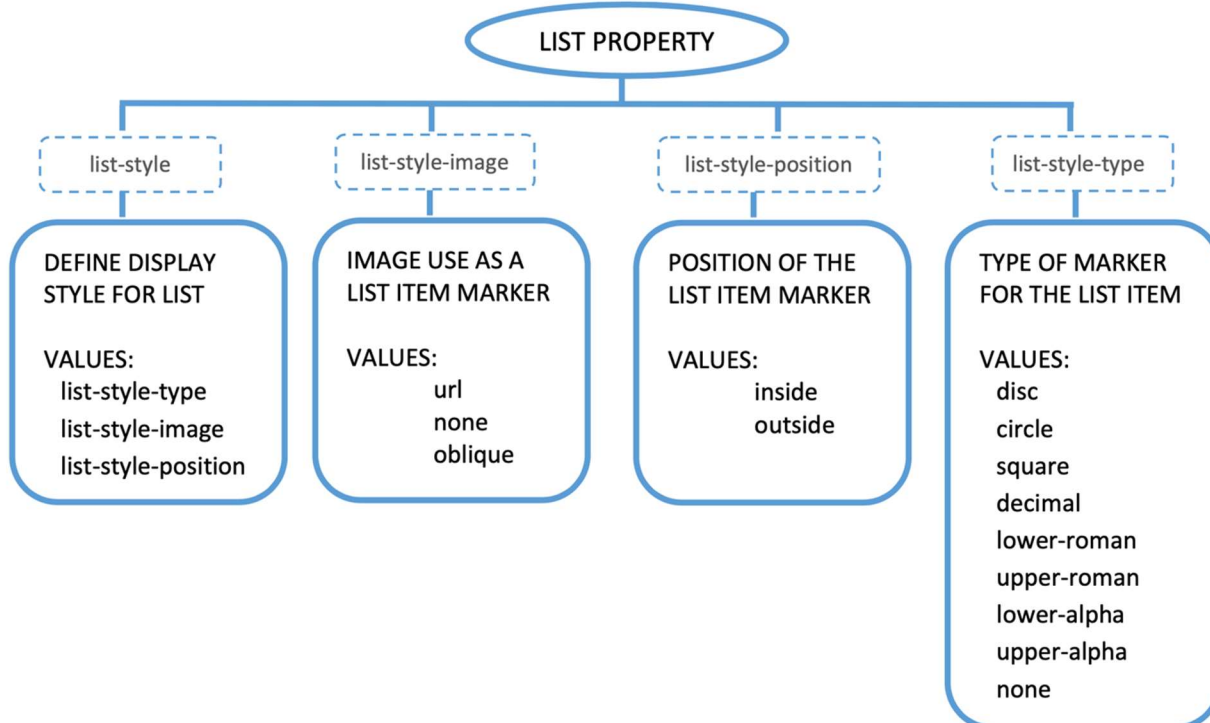 LIST PROPERTY
list-style
list-style-image
list-style-position
list-style-type
DEFINE DISPLAY
STYLE FOR LIST
VALUES:
list-style-type
list-style-image
list-style-position
IMAGE USE AS A
LIST ITEM MARKER
VALUES:
url
none
oblique
POSITION OF THE
LIST ITEM MARKER
VALUES:
inside
outside
TYPE OF MARKER
FOR THE LIST ITEM
VALUES:
disc
circle
square
decimal
lower-roman
upper-roman
lower-alpha
upper-alpha
none